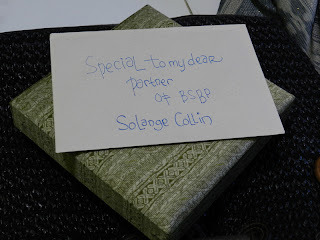 Special to my dear
partner
of BSBP
Solange Collin